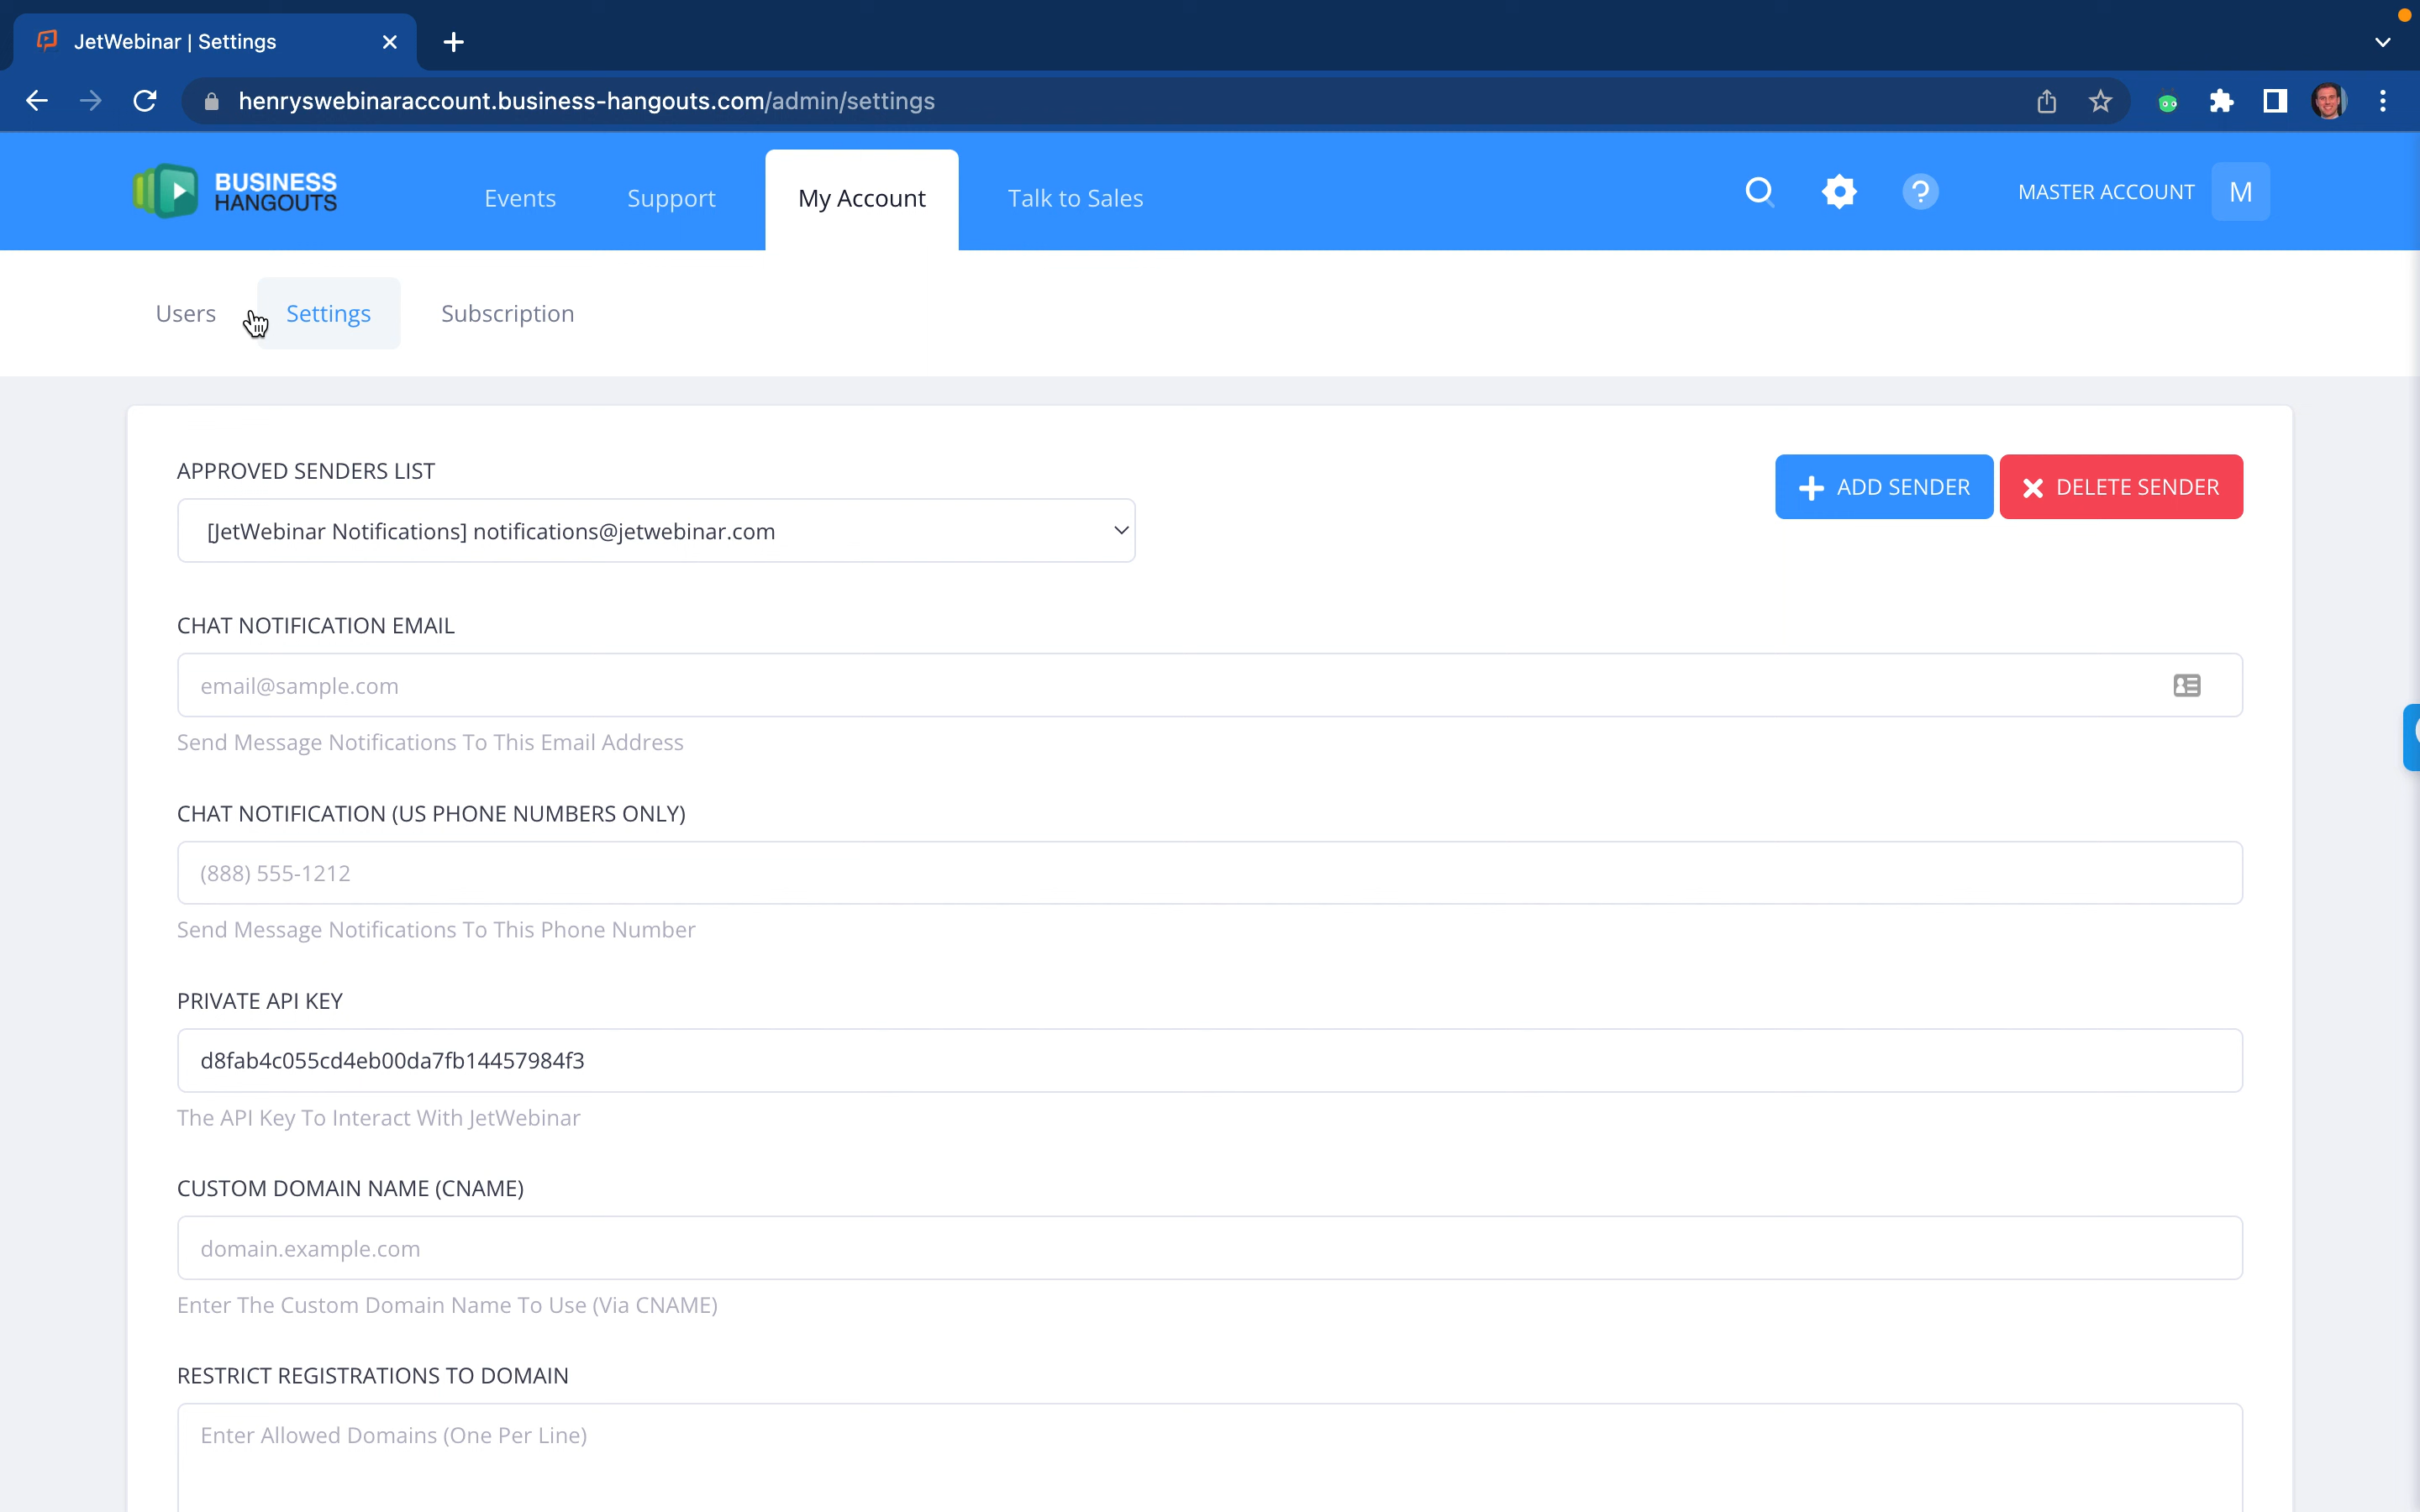 JetWebinar | Settings
henryswebinaraccount.business-hangouts.com/admin/settings
BUSINESS
HANGOUTS
Events
Support
My Account
Talk to Sales
?
MASTER ACCOUNT
M
Users
Settings
Subscription
APPROVED SENDERS LIST
ADD SENDER
DELETE SENDER
[JetWebinar Notifications] notifications@jetwebinar.com
CHAT NOTIFICATION EMAIL
email@sample.com
Send Message Notifications To This Email Address
CHAT NOTIFICATION (US PHONE NUMBERS ONLY)
(888) 555-1212
Send Message Notifications To This Phone Number
PRIVATE API KEY
d8fab4c055cd4eb00da7fb14457984f3
The API Key To Interact With JetWebinar
CUSTOM DOMAIN NAME (CNAME)
domain.example.com
Enter The Custom Domain Name To Use (Via CNAME)
RESTRICT REGISTRATIONS TO DOMAIN
Enter Allowed Domains (One Per Line)